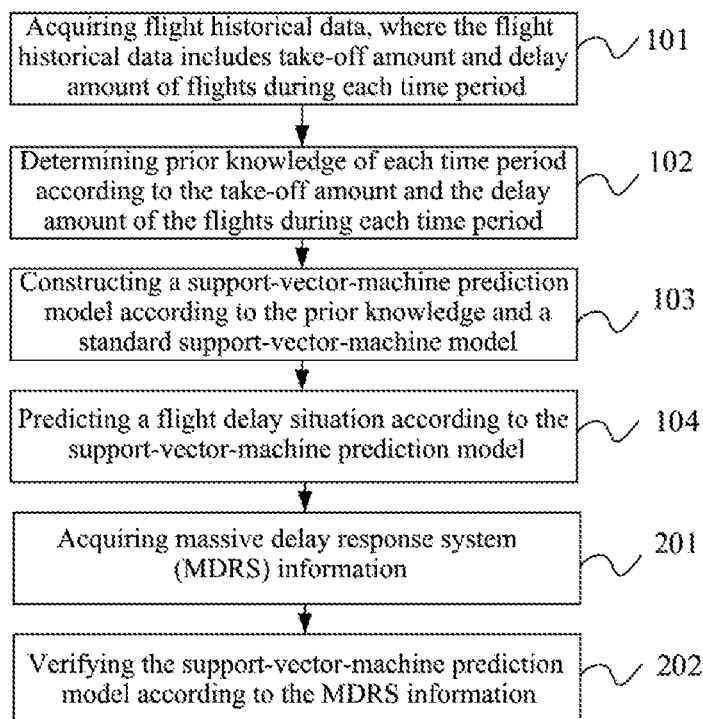 Acquiring flight historical data, where the flight
historical data includes take-off amount and delay
amount of flights during each time period
101
Determining prior knowledge of each time period
according to the take-off amount and the delay
amount of the flights during each time period
102
Constructing a support-vector-machine prediction
model according to the prior knowledge and a
standard support-vector-machine model
103
Predicting a flight delay situation according to the
support-vector-machine prediction model
104
Acquiring massive delay response system
(MDRS) information
201
Verifying the support-vector-machine prediction
model according to the MDRS information
202